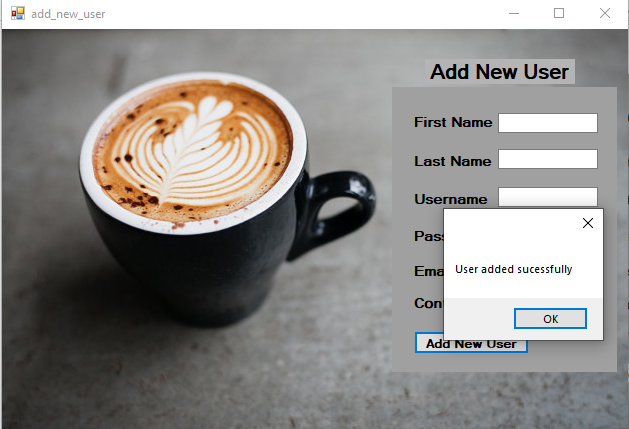 add_new_user
Add New User
First Name
Last Name
Username
Pass
Ema
Con
User added sucessfully
OK
Add New User